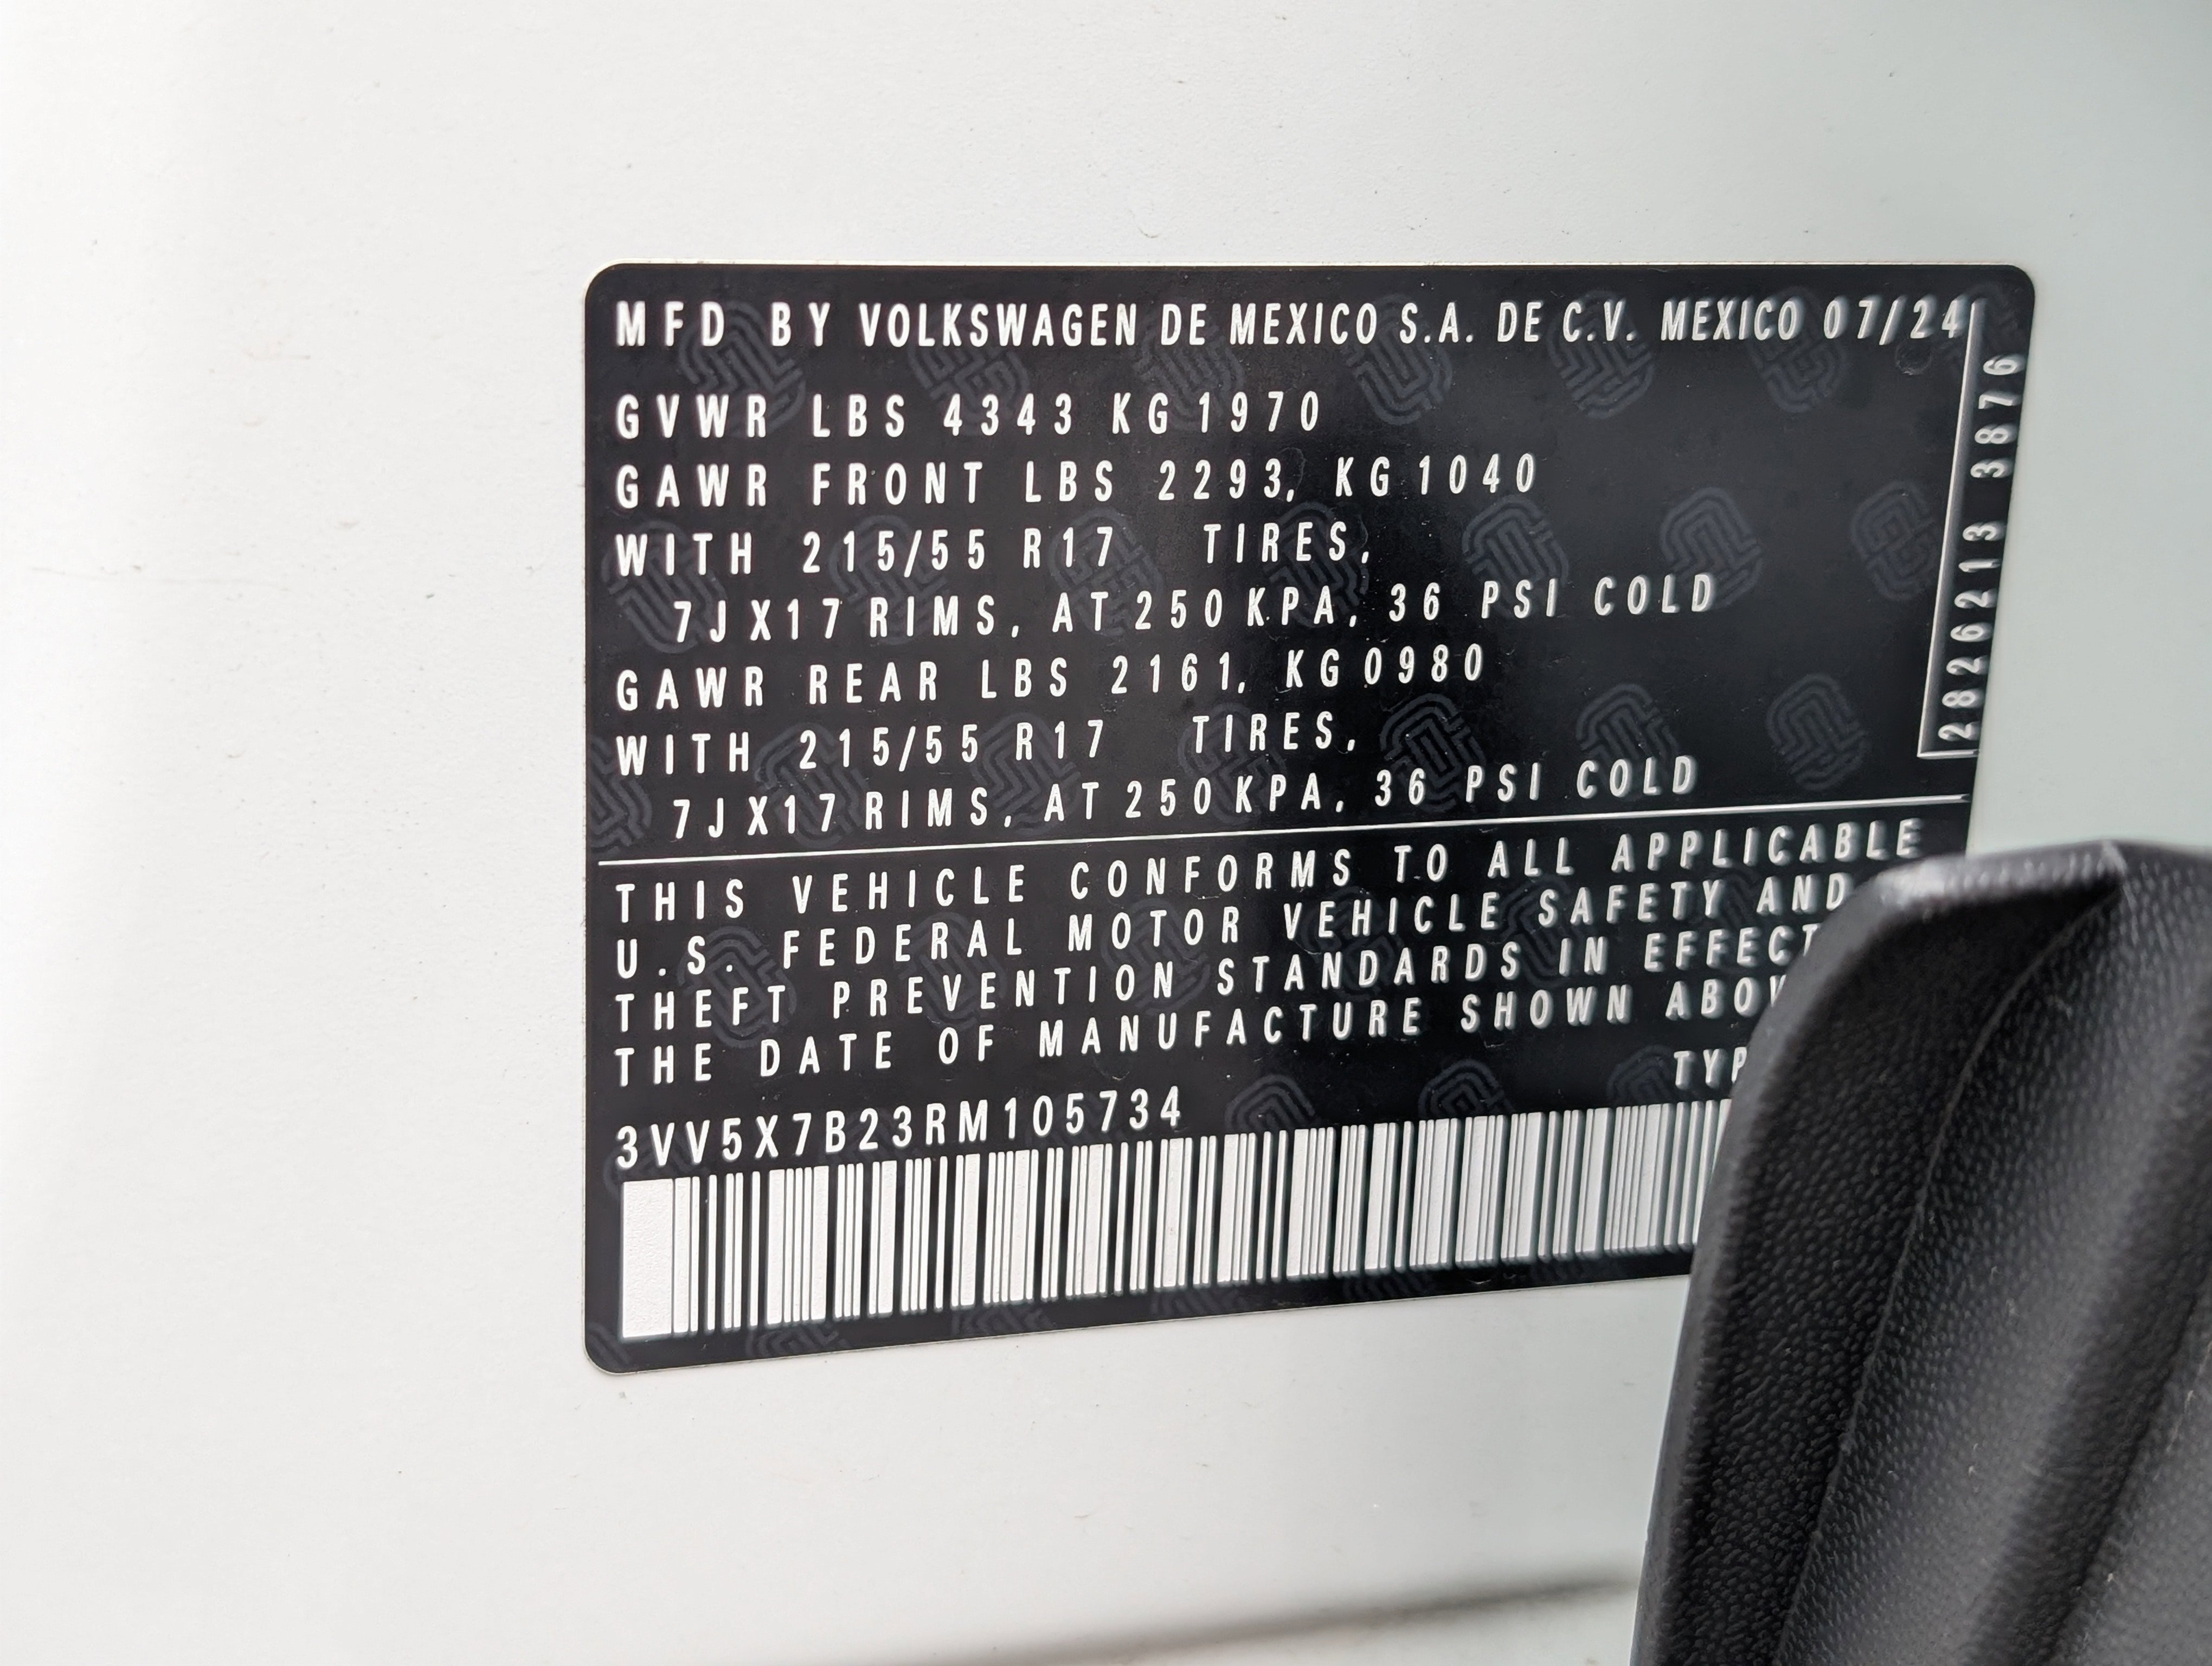 MFD BY VOLKSWAGEN DE MEXICO S.A. DE C.V. MEXICO 07/24
GVWR LBS 4343 KG 1970
GAWR FRONT LBS 2293, KG 1040
WITH 215/55 R17 TIRES,
7JX17 RIMS, AT 250 KPA, 36 PSI COLD
GAWR REAR LBS 2161, KG 0980
WITH 215/55 R17 TIRES,
7JX17 RIMS, AT 250 KPA, 36 PSI COLD
2826213 3876
THIS VEHICLE CONFORMS TO ALL APPLICABLE
U.S. FEDERAL MOTOR VEHICLE SAFETY AND
THEFT PREVENTION STANDARDS IN EFFECT
THE DATE OF MANUFACTURE SHOWN
3VV5X7B23RM105734